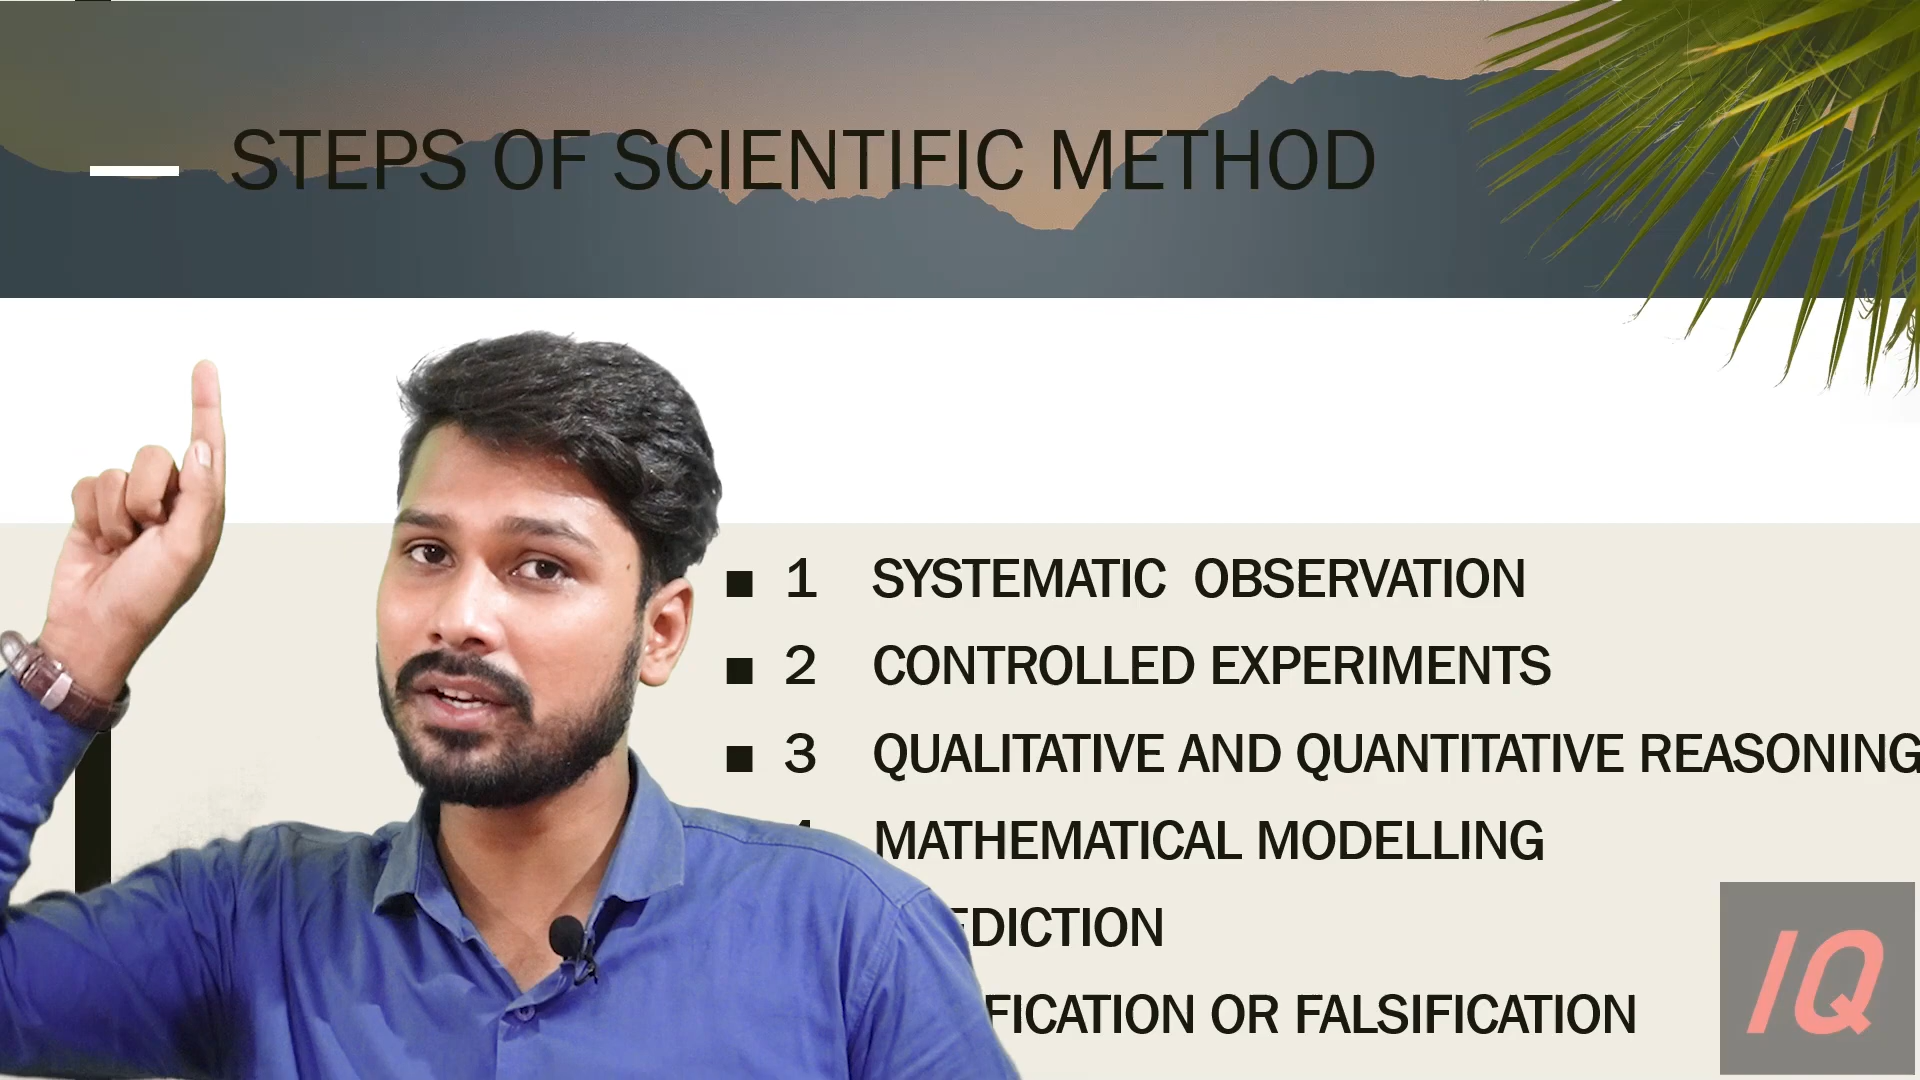 STEPS OF SCIENTIFIC METHOD
1 SYSTEMATIC OBSERVATION
2 CONTROLLED EXPERIMENTS
3 QUALITATIVE AND QUANTITATIVE REASONING
MATHEMATICAL MODELLING
EDICTION
FICATION OR FALSIFICATION
IQ